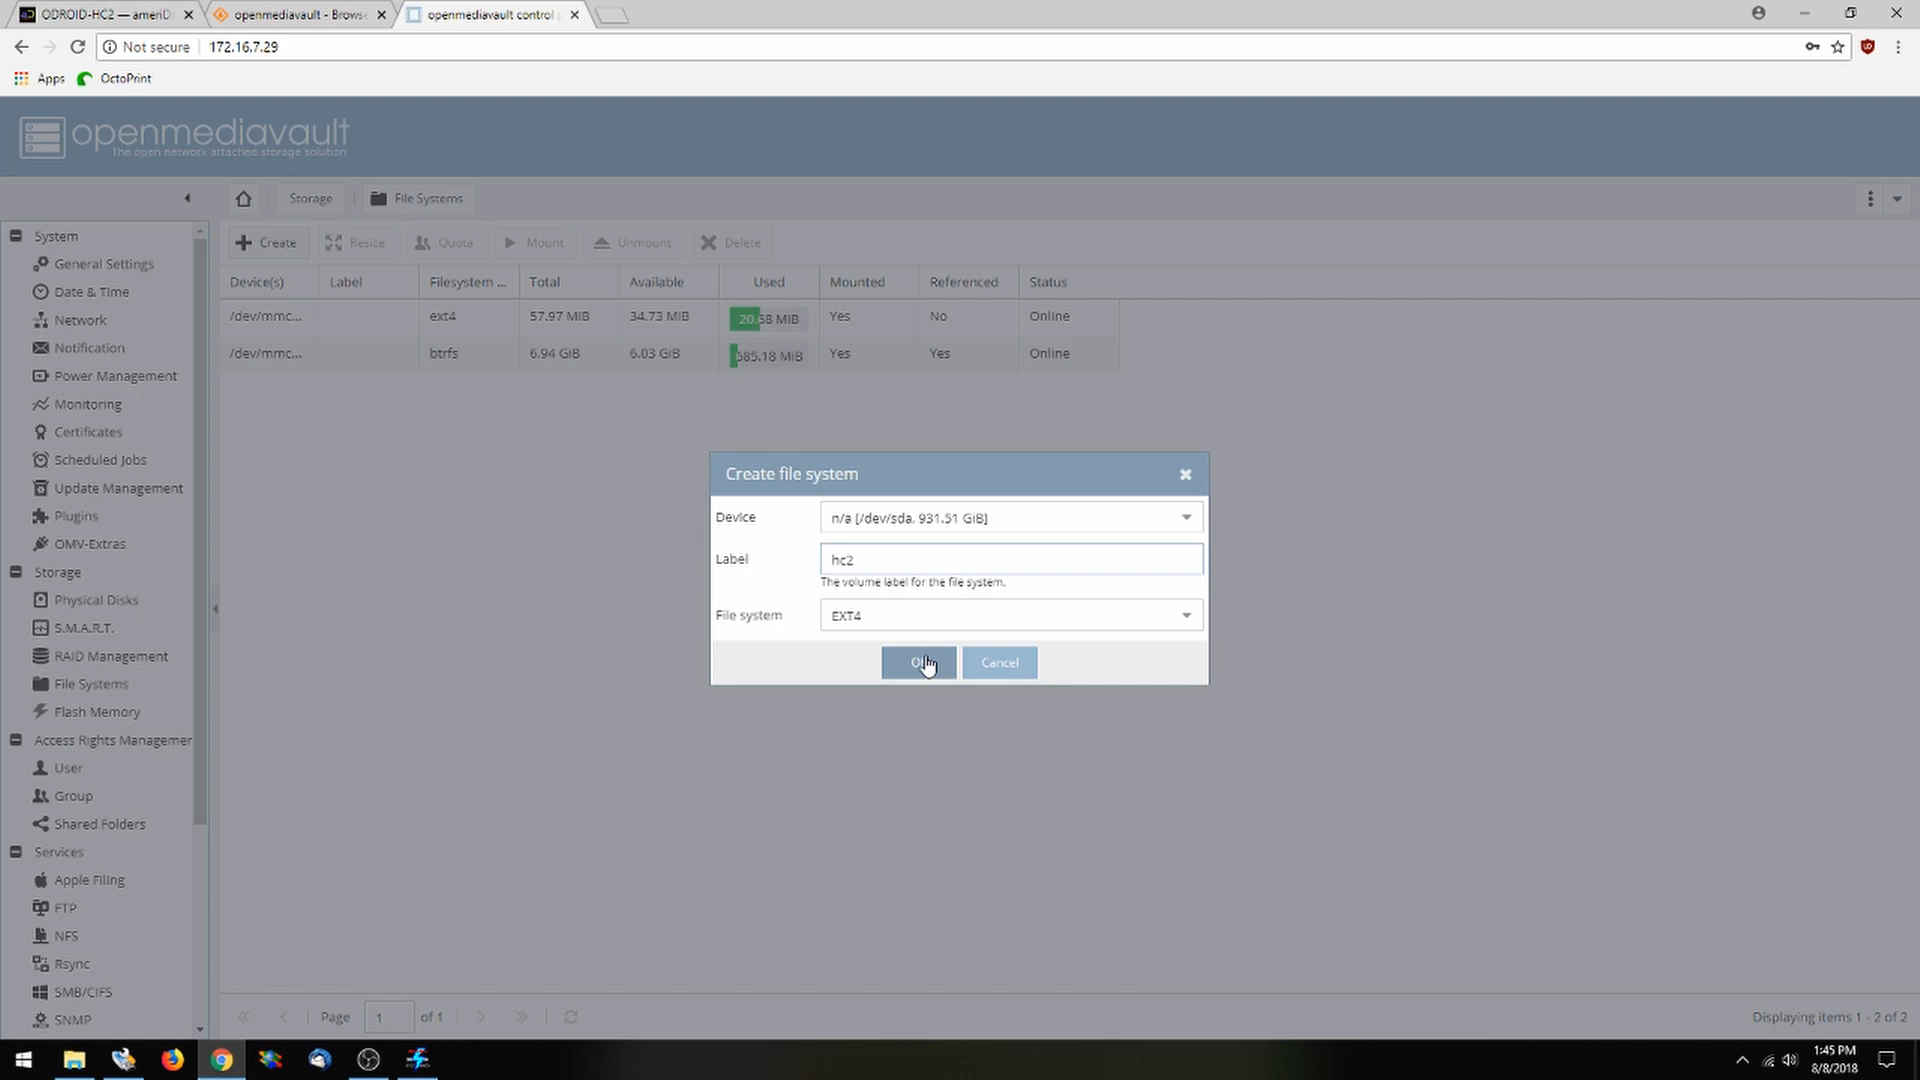 ODROID-HC2 — ameriD
openmediavault - Browse
openmediavault control p
Not secure
172.16.7.29
Apps
OctoPrint
openmediavault
The open network attached storage solution
Storage
File Systems
System
General Settings
Date & Time
Network
Notification
Power Management
Monitoring
Certificates
Scheduled Jobs
Update Management
Plugins
OMV-Extras
Storage
Physical Disks
S.M.A.R.T.
RAID Management
File Systems
Flash Memory
Access Rights Managemer
User
Group
Shared Folders
Services
Apple Filing
FTP
NFS
Rsync
SMB/CIFS
SNMP
Create Resize Quota Mount Unmount Delete
Device(s) Label Filesystem ... Total Available Used Mounted Referenced Status
/dev/mmc... ext4 57.97 MiB 34.73 MiB 20.58 MiB Yes No Online
/dev/mmc... btrfs 6.94 GiB 6.03 GiB 585.18 MiB Yes Yes Online
Create file system
Device n/a [/dev/sda, 931.51 GiB]
Label hc2
The volume label for the file system.
File system EXT4
Cancel
Page 1 of 1
Displaying items 1 - 2 of 2
1:45 PM
8/8/2018